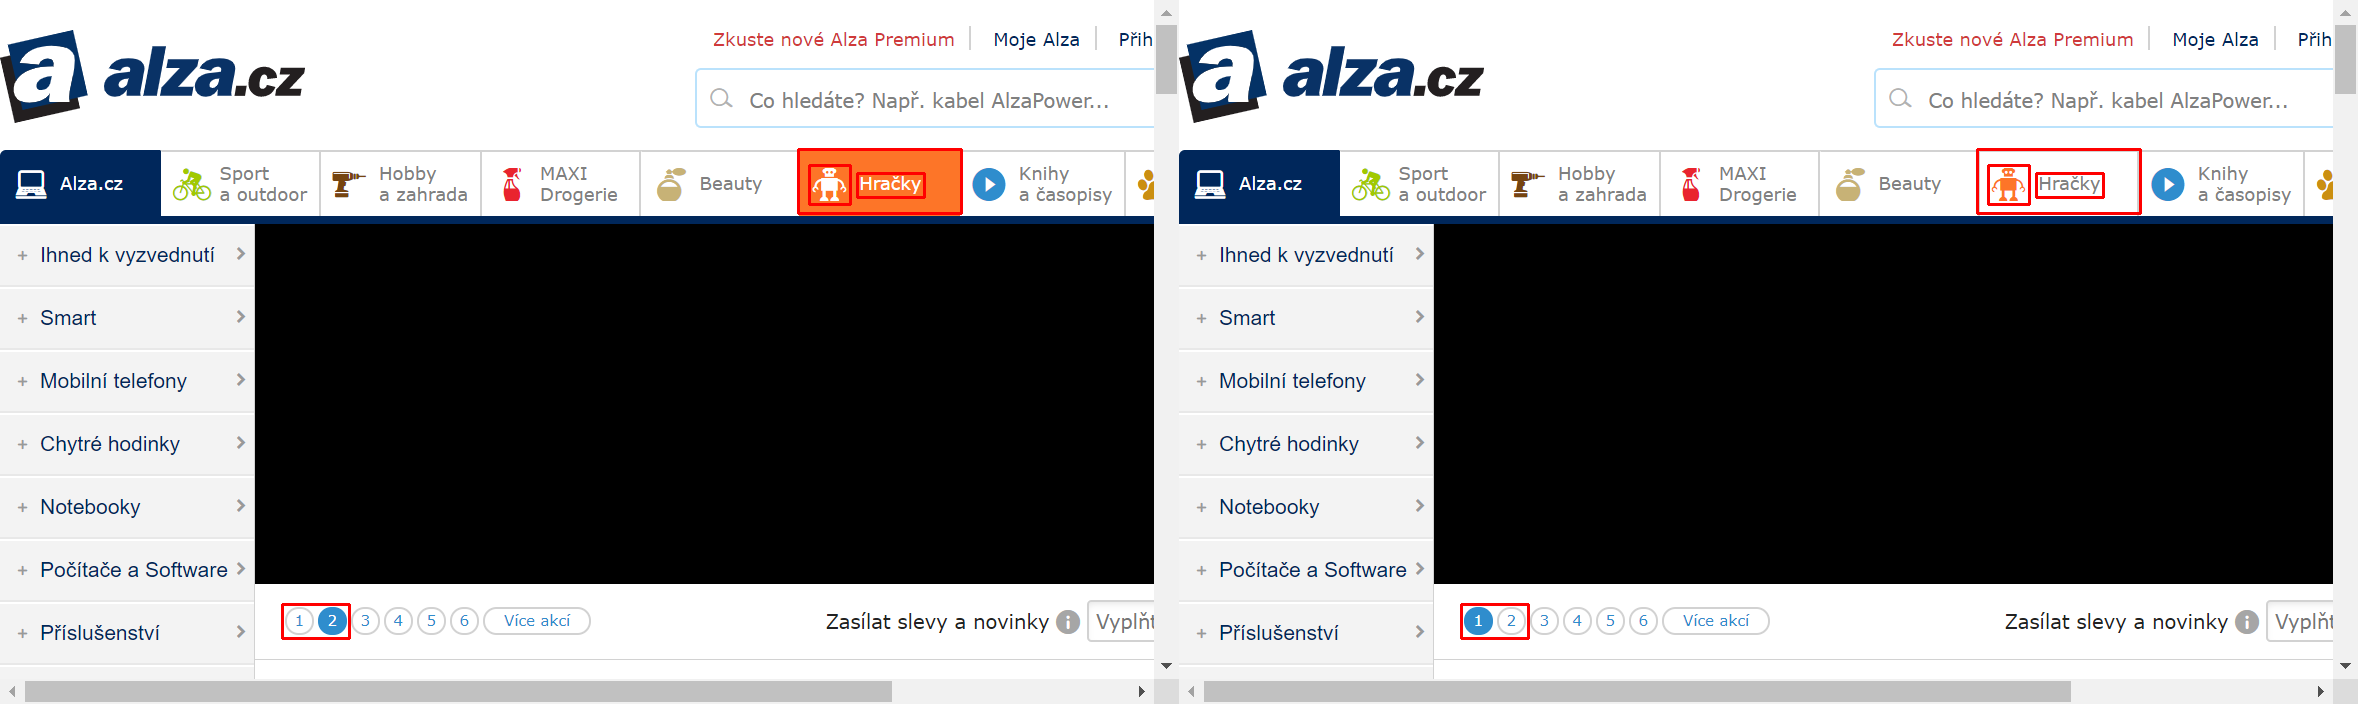 Zkuste nové Alza Premium Moje Alza Přih
alza.cz
Co hledáte? Např. kabel AlzaPower...
Alza.cz
Sport
a outdoor
Hobby
a zahrada
MAXI
Drogerie
Beauty
Hračky
Knihy
a časopisy
Ihned k vyzvednutí
Smart
Mobilní telefony
Chytré hodinky
Notebooky
Počítače a Software
Příslušenství
1 2 3 4 5 6 Více akcí
Zasílat slevy a novinky Vyplňt
Zkuste nové Alza Premium Moje Alza Přih
alza.cz
Co hledáte? Např. kabel AlzaPower...
Alza.cz
Sport
a outdoor
Hobby
a zahrada
MAXI
Drogerie
Beauty
Hračky
Knihy
a časopisy
Ihned k vyzvednutí
Smart
Mobilní telefony
Chytré hodinky
Notebooky
Počítače a Software
Příslušenství
1 2 3 4 5 6 Více akcí
Zasílat slevy a novinky Vyplňt